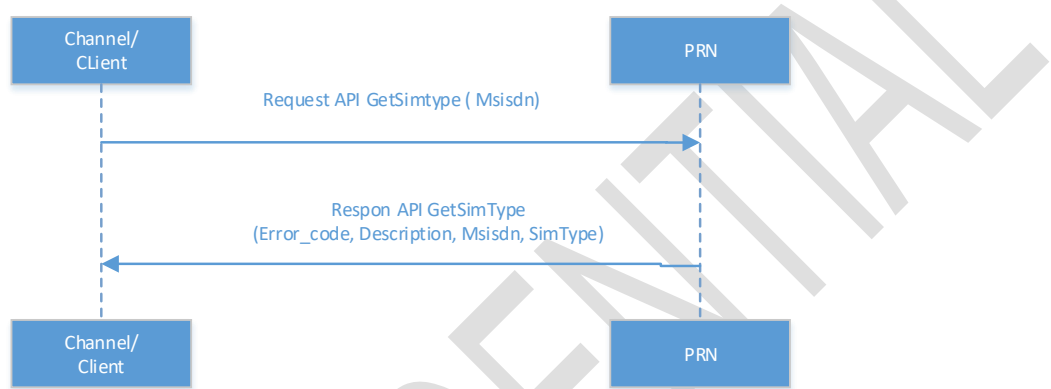 Channel/
CLient
PRN
Request API GetSimtype ( Msisdn)
Respon API GetSimType
(Error_code, Description, Msisdn, SimType)
Channel/
Client
PRN
ENTIAL